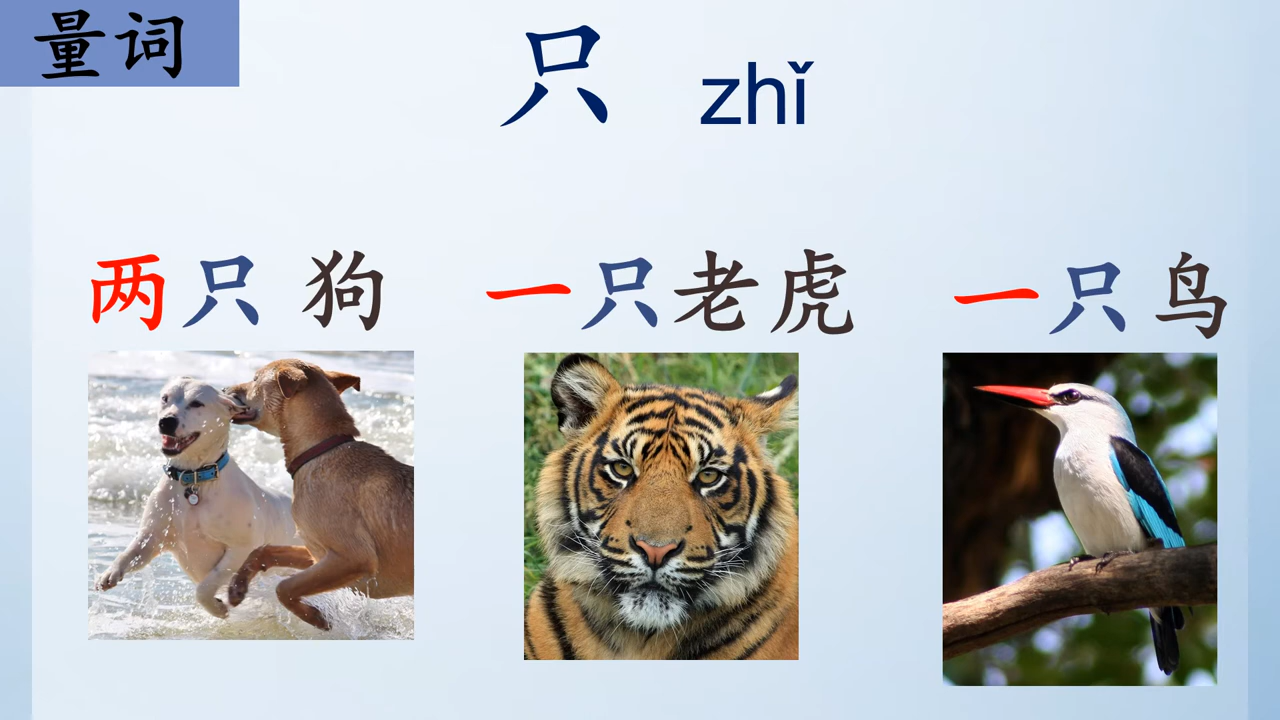 量词
只 zhǐ
两只 狗
一只老虎
一只 鸟